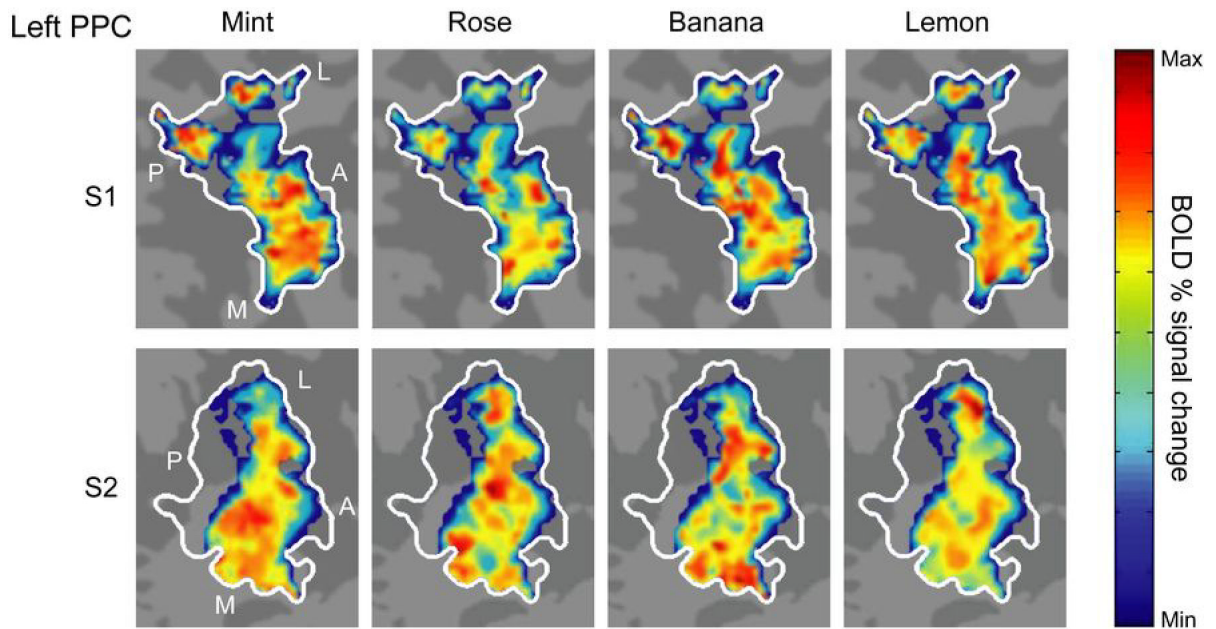 Left PPC
Mint
Rose
Banana
Lemon
S1
L
P
A
M
S2
L
P
A
M
Max
BOLD % signal change
Min